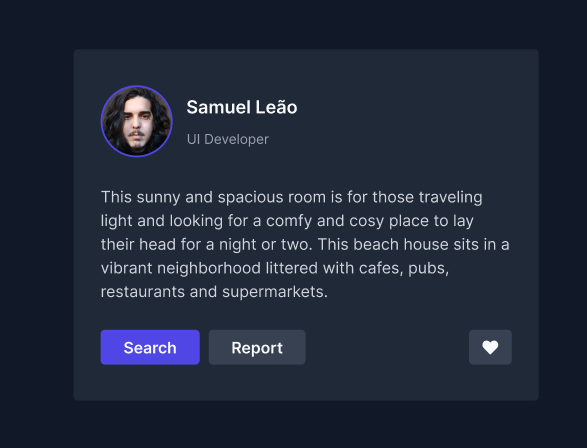 Samuel Leão
UI Developer
This sunny and spacious room is for those traveling
light and looking for a comfy and cosy place to lay
their head for a night or two. This beach house sits in a
vibrant neighborhood littered with cafes, pubs,
restaurants and supermarkets.
Search
Report